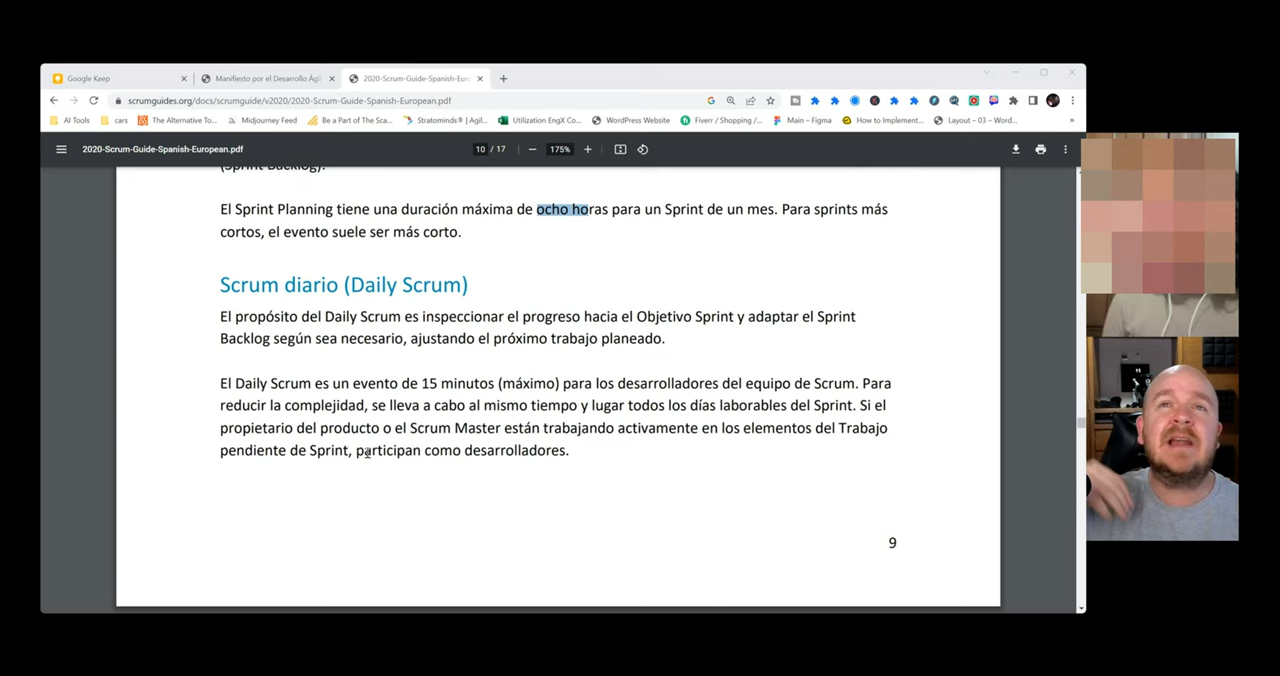 Google Keep
Manifiesto por el Desarrollo Ági
2020-Scrum-Guide-Spanish-Euro
scrumguides.org/docs/scrumguide/v2020/2020-Scrum-Guide-Spanish-European.pdf
AI Tools
cars
The Alternative To...
Midjourney Feed
Be a Part of The Sca...
Stratominds® | Agil...
Utilization EngX Co...
WordPress Website
Fiverr / Shopping /...
Main – Figma
How to Implement...
Layout – 03 – Word...
2020-Scrum-Guide-Spanish-European.pdf
10 / 17
175%
(Sprint Backlog).
El Sprint Planning tiene una duración máxima de ocho horas para un Sprint de un mes. Para sprints más
cortos, el evento suele ser más corto.
Scrum diario (Daily Scrum)
El propósito del Daily Scrum es inspeccionar el progreso hacia el Objetivo Sprint y adaptar el Sprint
Backlog según sea necesario, ajustando el próximo trabajo planeado.
El Daily Scrum es un evento de 15 minutos (máximo) para los desarrolladores del equipo de Scrum. Para
reducir la complejidad, se lleva a cabo al mismo tiempo y lugar todos los días laborables del Sprint. Si el
propietario del producto o el Scrum Master están trabajando activamente en los elementos del Trabajo
pendiente de Sprint, participan como desarrolladores.
9